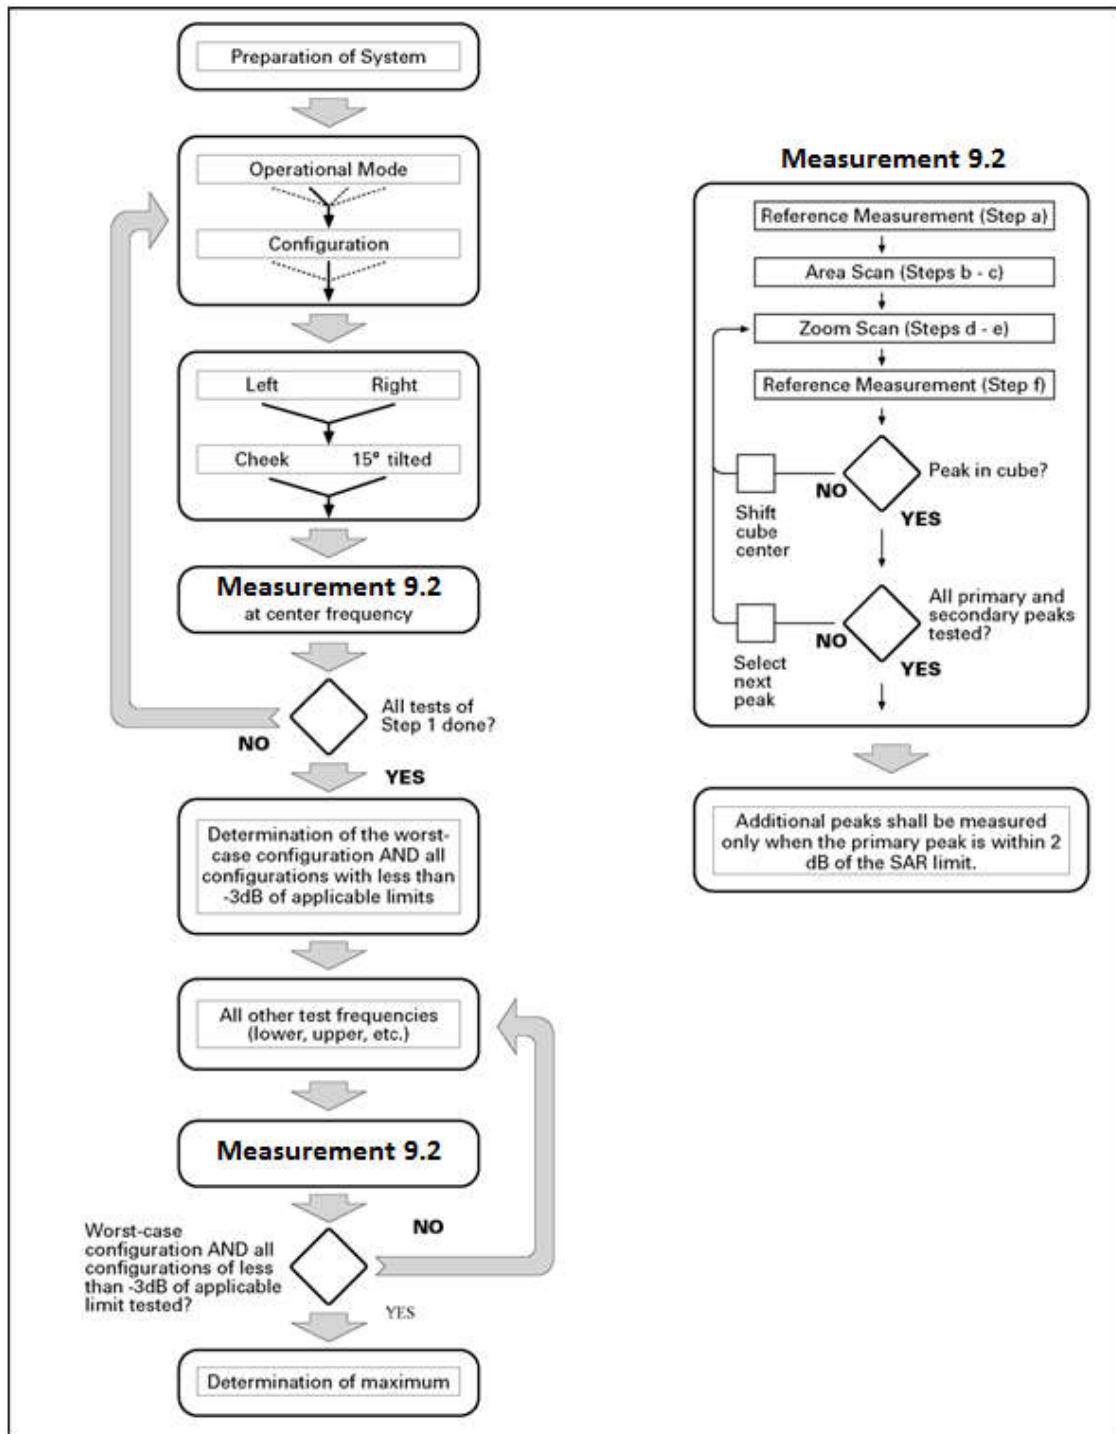 Preparation of System
Operational Mode
Configuration
Left Right
Cheek 15° tilted
Measurement 9.2
at center frequency
All tests of
Step 1 done?
NO
YES
Determination of the worst-
case configuration AND all
configurations with less than
-3dB of applicable limits
All other test frequencies
(lower, upper, etc.)
Measurement 9.2
NO
Worst-case
configuration AND all
configurations of less
than -3dB of applicable
limit tested?
YES
Determination of maximum
Measurement 9.2
Reference Measurement (Step a)
Area Scan (Steps b - c)
Zoom Scan (Steps d - e)
Reference Measurement (Step f)
Peak in cube?
NO
Shift
cube
center
YES
All primary and
secondary peaks
tested?
NO
Select
next
peak
YES
Additional peaks shall be measured
only when the primary peak is within 2
dB of the SAR limit.